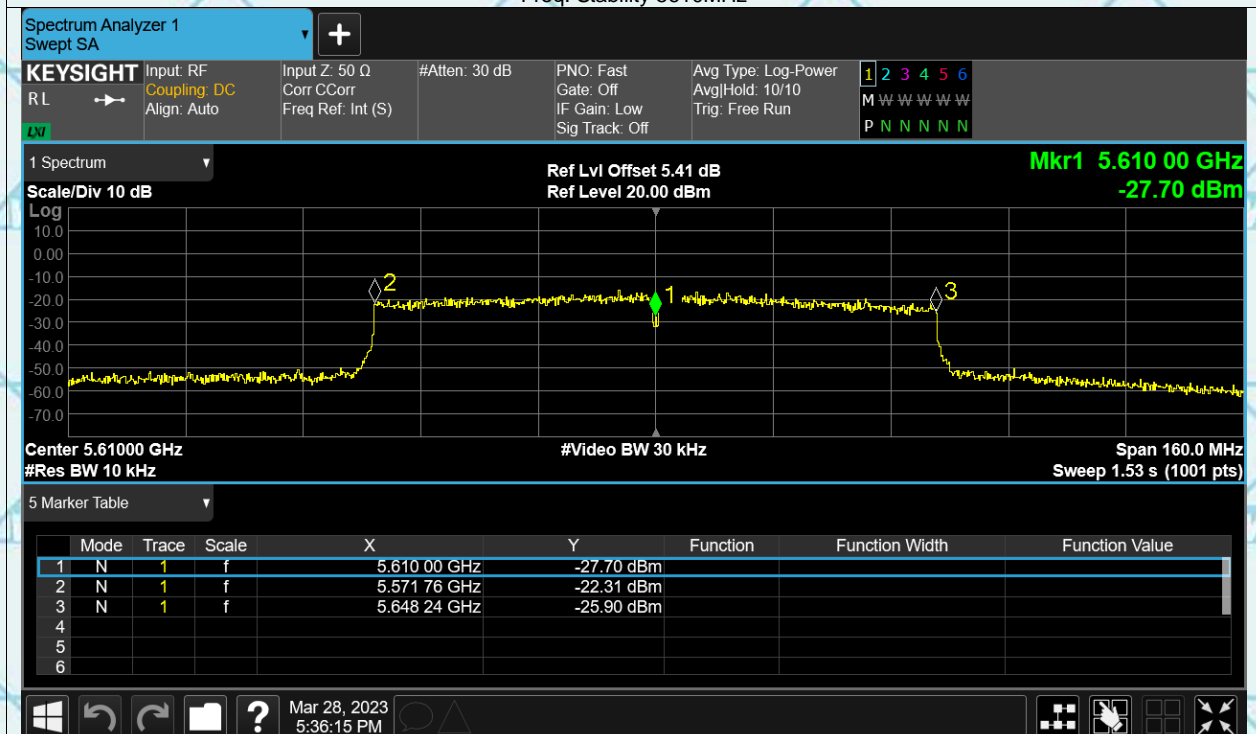 Freq. Stability 5610MHz
Spectrum Analyzer 1
Swept SA
+
KEYSIGHT
RL
LXI
Input: RF
Coupling: DC
Align: Auto
Input Z: 50 Ω
Corr CCorr
Freq Ref: Int (S)
#Atten: 30 dB
PNO: Fast
Gate: Off
IF Gain: Low
Sig Track: Off
Avg Type: Log-Power
Avg|Hold: 10/10
Trig: Free Run
1 2 3 4 5 6
M W W W W W
P N N N N N
1 Spectrum
Scale/Div 10 dB
Ref Lvl Offset 5.41 dB
Ref Level 20.00 dBm
Mkr1 5.610 00 GHz
-27.70 dBm
Log
10.0
0.00
-10.0
-20.0
-30.0
-40.0
-50.0
-60.0
-70.0
2
1
3
Center 5.61000 GHz
#Res BW 10 kHz
#Video BW 30 kHz
Span 160.0 MHz
Sweep 1.53 s (1001 pts)
5 Marker Table
Mode Trace Scale X Y Function Function Width Function Value
1 N 1 f 5.610 00 GHz -27.70 dBm
2 N 1 f 5.571 76 GHz -22.31 dBm
3 N 1 f 5.648 24 GHz -25.90 dBm
4
5
6
?
Mar 28, 2023
5:36:15 PM